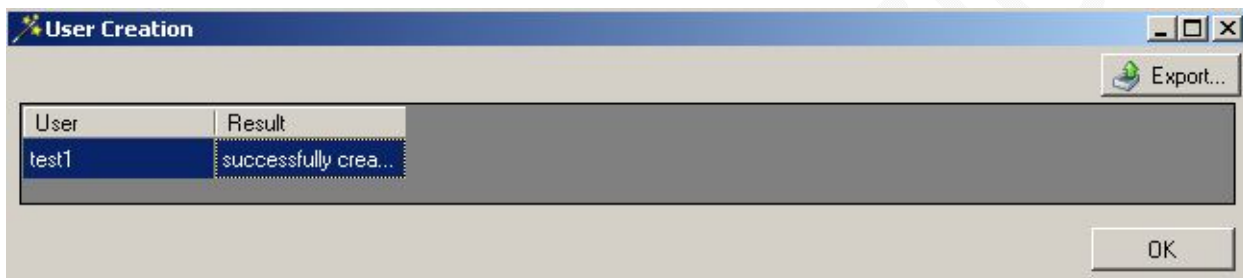 User Creation
Export...
User Result
test1 successfully crea...
OK